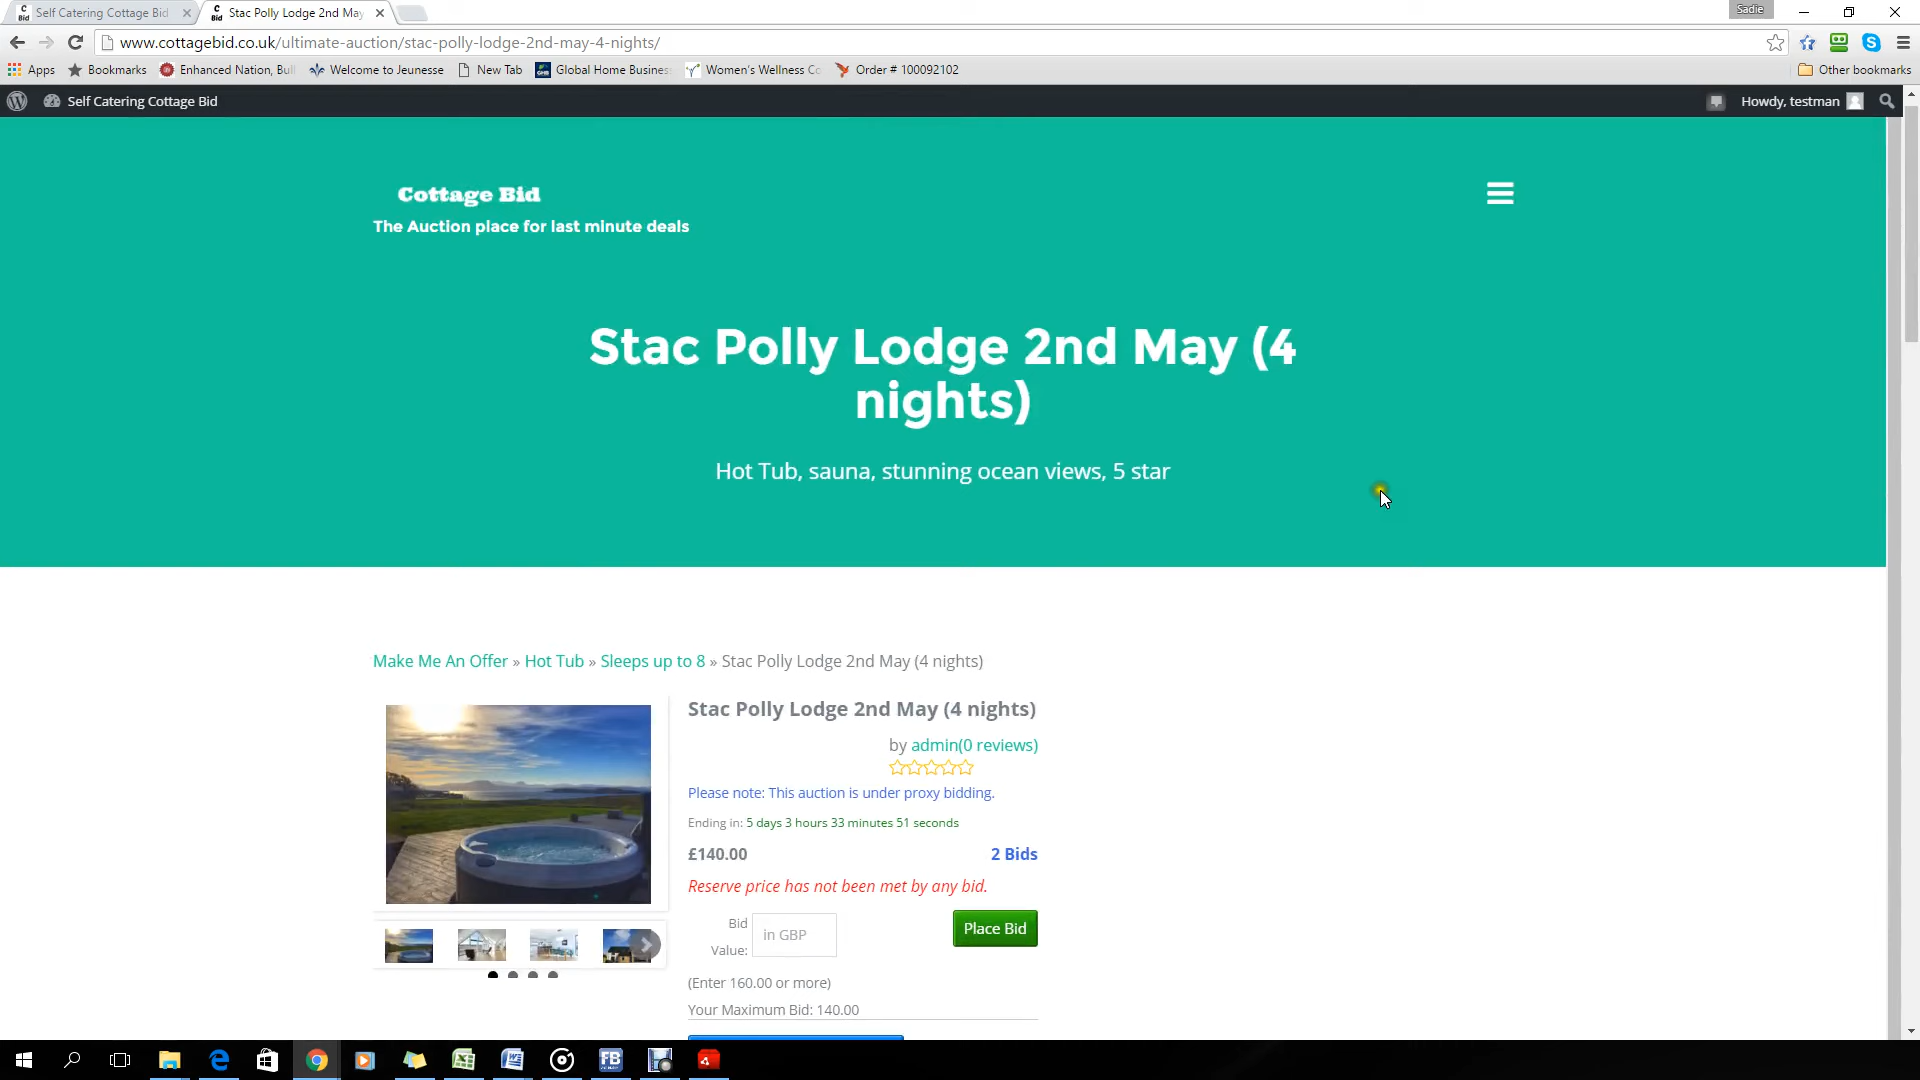 Self Catering Cottage Bid
Stac Polly Lodge 2nd May
Sadie
www.cottagebid.co.uk/ultimate-auction/stac-polly-lodge-2nd-may-4-nights/
Apps
Bookmarks
Enhanced Nation, Bul
Welcome to Jeunesse
New Tab
Global Home Busines
Women's Wellness Co
Order # 100092102
Other bookmarks
Self Catering Cottage Bid
Howdy, testman
Cottage Bid
The Auction place for last minute deals
Stac Polly Lodge 2nd May (4
nights)
Hot Tub, sauna, stunning ocean views, 5 star
Make Me An Offer » Hot Tub » Sleeps up to 8 » Stac Polly Lodge 2nd May (4 nights)
Stac Polly Lodge 2nd May (4 nights)
by admin(0 reviews)
Please note: This auction is under proxy bidding.
Ending in: 5 days 3 hours 33 minutes 51 seconds
£140.00
2 Bids
Reserve price has not been met by any bid.
Bid
Value:
in GBP
Place Bid
(Enter 160.00 or more)
Your Maximum Bid: 140.00